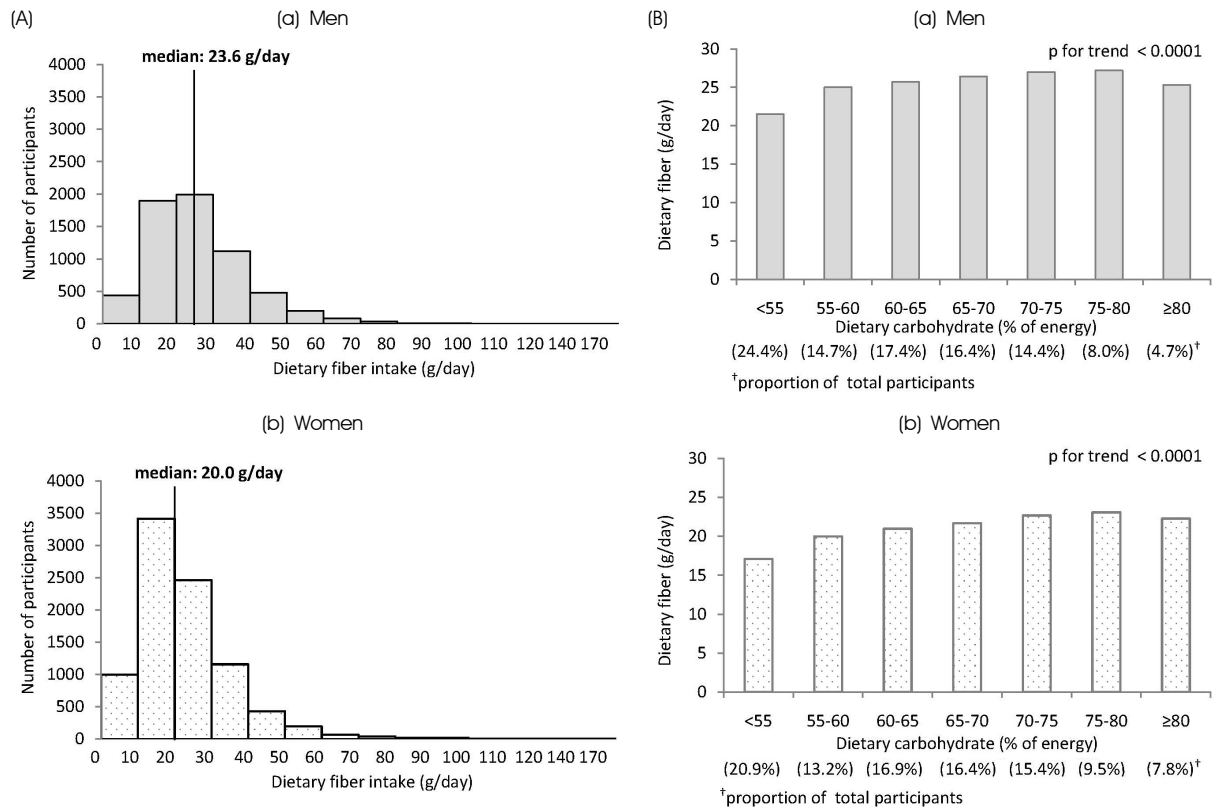 (A)
(a) Men
median: 23.6 g/day
Number of participants
4000
3500
3000
2500
2000
1500
1000
500
0
0 10 20 30 40 50 60 70 80 90 100 110 120 140 170
Dietary fiber intake (g/day)
(b) Women
median: 20.0 g/day
Number of participants
4000
3500
3000
2500
2000
1500
1000
500
0
0 10 20 30 40 50 60 70 80 90 100 110 120 140 170
Dietary fiber intake (g/day)
(B)
(a) Men
p for trend < 0.0001
Dietary fiber (g/day)
30
25
20
15
10
5
0
<55 55-60 60-65 65-70 70-75 75-80 ≥80
Dietary carbohydrate (% of energy)
(24.4%) (14.7%) (17.4%) (16.4%) (14.4%) (8.0%) (4.7%)†
†proportion of total participants
(b) Women
p for trend < 0.0001
Dietary fiber (g/day)
30
25
20
15
10
5
0
<55 55-60 60-65 65-70 70-75 75-80 ≥80
Dietary carbohydrate (% of energy)
(20.9%) (13.2%) (16.9%) (16.4%) (15.4%) (9.5%) (7.8%)†
†proportion of total participants